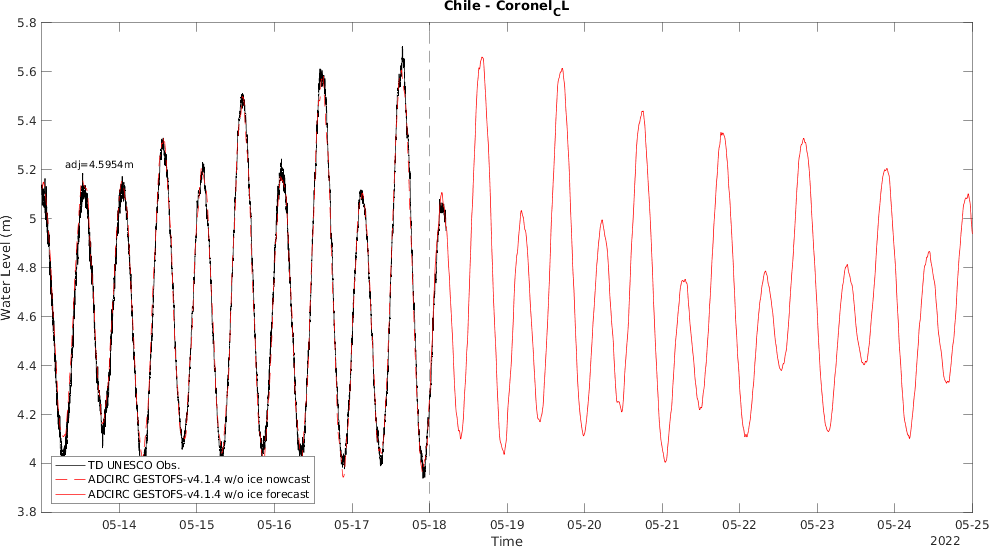 Chile - Coronel_CL
5.8
5.6
5.4
5.2
5
4.8
4.6
4.4
4.2
4
3.8
Water Level (m)
adj=4.5954m
TD UNESCO Obs.
ADCIRC GESTOFS-v4.1.4 w/o ice nowcast
ADCIRC GESTOFS-v4.1.4 w/o ice forecast
05-14 05-15 05-16 05-17 05-18 05-19 05-20 05-21 05-22 05-23 05-24 05-25
Time
2022